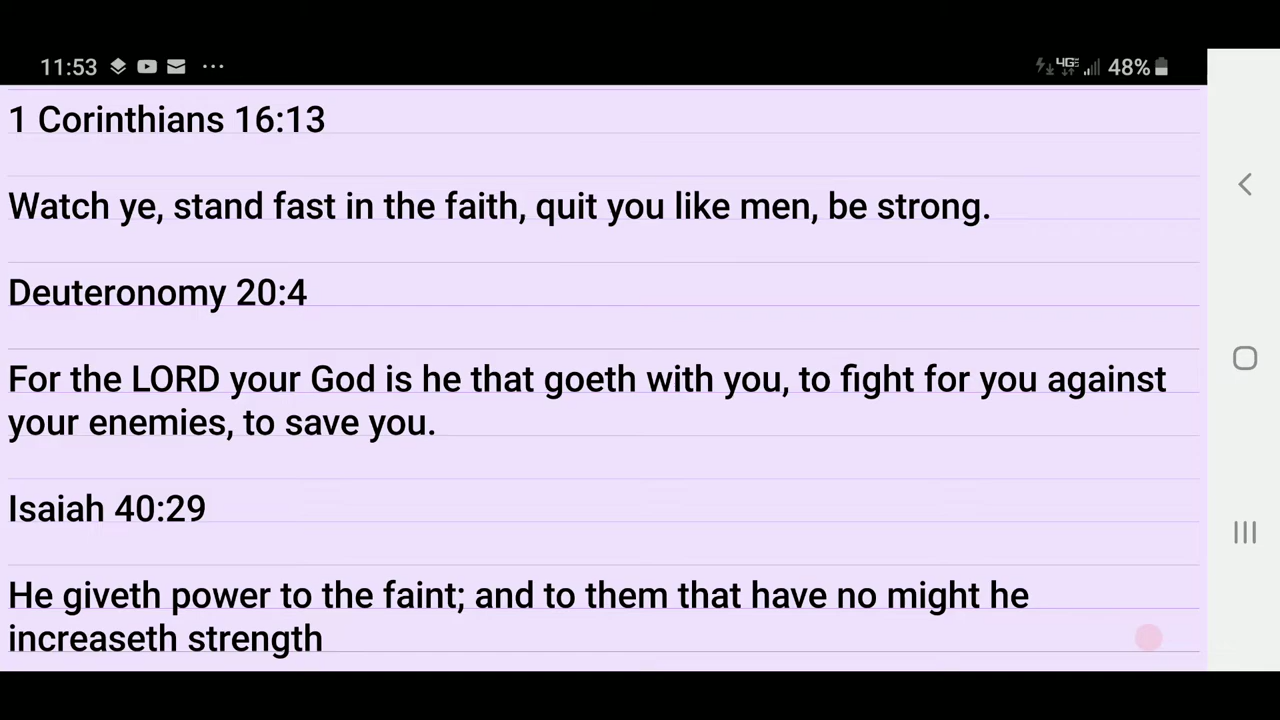 11:53 ... 4GE 48%
1 Corinthians 16:13
Watch ye, stand fast in the faith, quit you like men, be strong.
Deuteronomy 20:4
For the LORD your God is he that goeth with you, to fight for you against
your enemies, to save you.
Isaiah 40:29
He giveth power to the faint; and to them that have no might he
increaseth strength